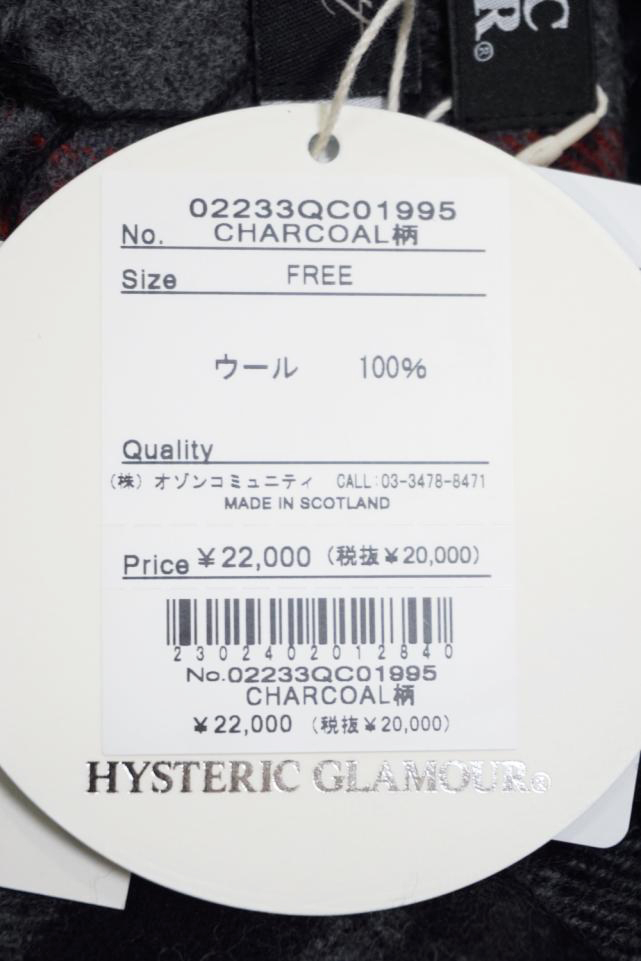 C
R®
02233QC01995
No. CHARCOAL柄
Size FREE
ウール 100%
Quality
(株) オゾンコミュニティ CALL:03-3478-8471
MADE IN SCOTLAND
Price ¥22,000 (税抜¥20,000)
2302402012840
No.02233QC01995
CHARCOAL柄
¥22,000 (税抜¥20,000)
HYSTERIC GLAMOUR®